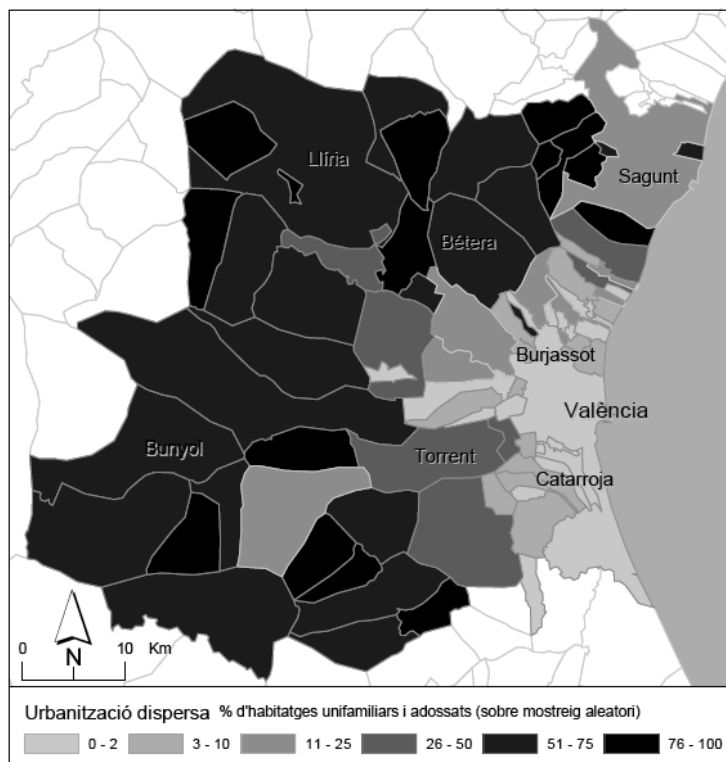 Llíria
Sagunt
Bétera
Burjassot
València
Bunyol
Torrent
Catarroja
0 10 Km
N
Urbanització dispersa % d'habitatges unifamiliars i adossats (sobre mostreig aleatori)
0 - 2 3 - 10 11 - 25 26 - 50 51 - 75 76 - 100